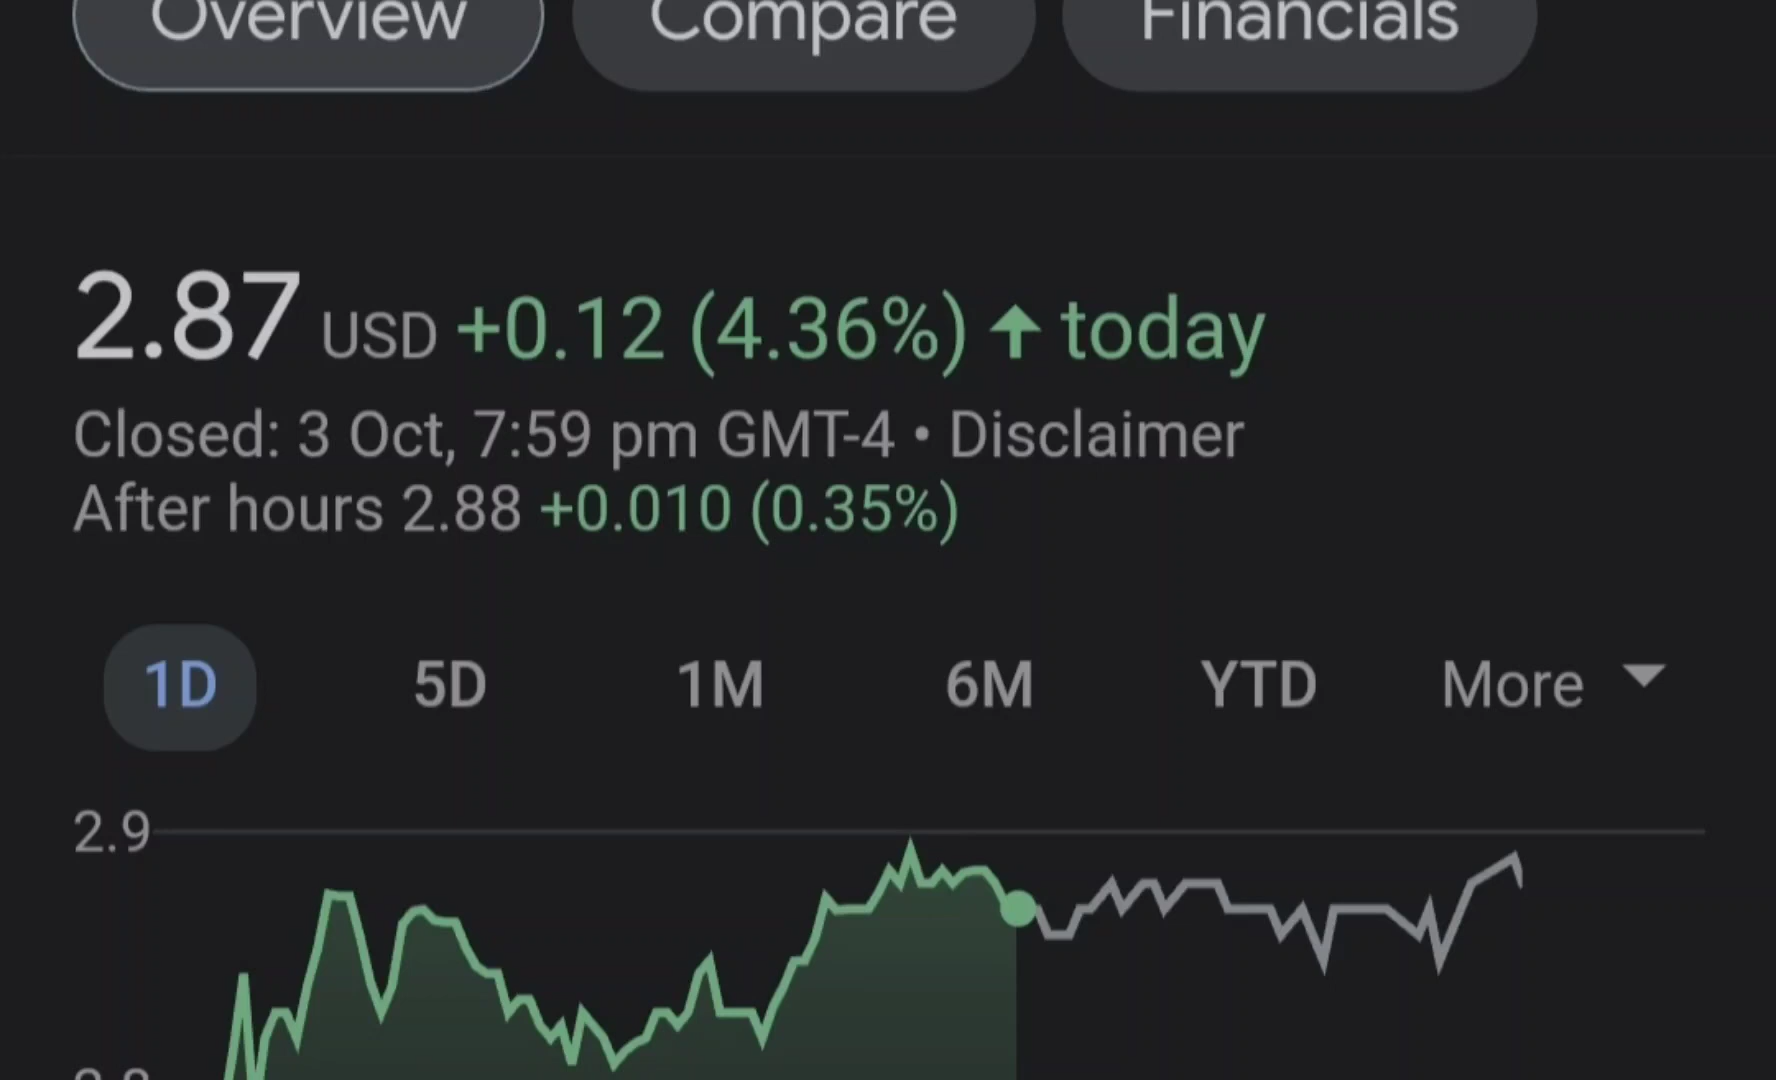 Overview Compare Financials
2.87 USD +0.12 (4.36%) ↑ today
Closed: 3 Oct, 7:59 pm GMT-4 • Disclaimer
After hours 2.88 +0.010 (0.35%)
1D 5D 1M 6M YTD More
2.9